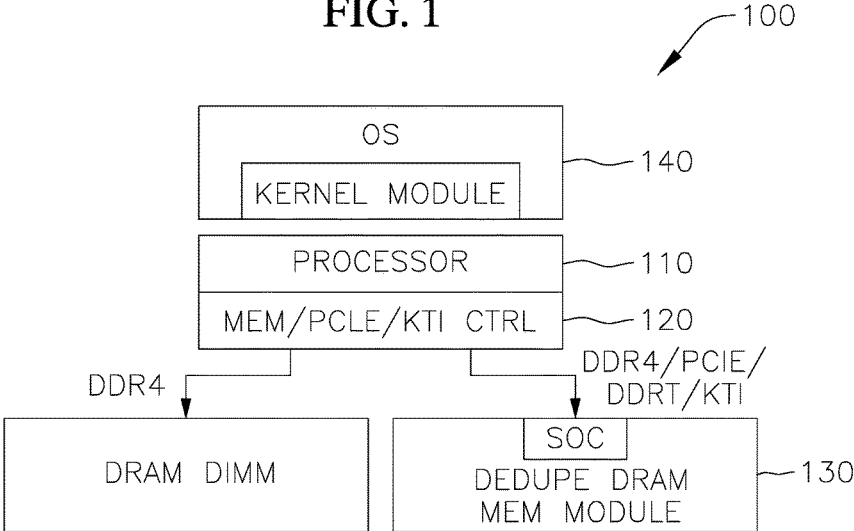 FIG. 1
100
OS
140
KERNEL MODULE
PROCESSOR
110
MEM/PCLE/KTI CTRL
120
DDR4
DDR4/PCIE/
DDRT/KTI
DRAM DIMM
SOC
DEDUPE DRAM
MEM MODULE
130